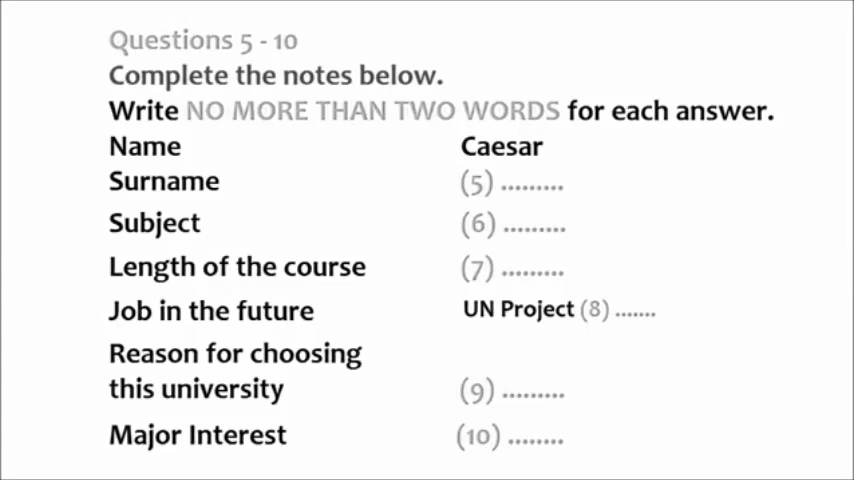 Questions 5 - 10
Complete the notes below.
Write NO MORE THAN TWO WORDS for each answer.
Name Caesar
Surname (5) .........
Subject (6) .........
Length of the course (7) .........
Job in the future UN Project (8) .......
Reason for choosing
this university (9) .........
Major Interest (10) ........